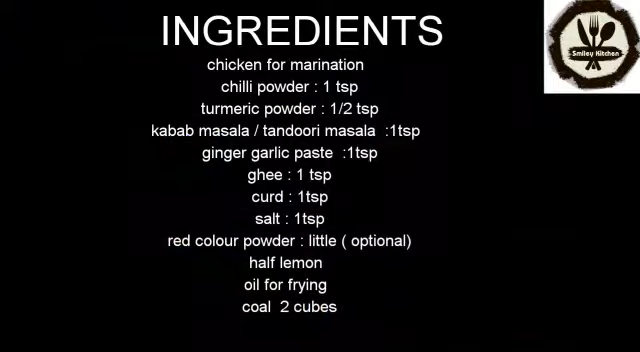 INGREDIENTS
Smiley Kitchen
chicken for marination
chilli powder : 1 tsp
turmeric powder : 1/2 tsp
kabab masala / tandoori masala  :1tsp
ginger garlic paste  :1tsp
ghee : 1 tsp
curd : 1tsp
salt : 1tsp
red colour powder : little ( optional)
half lemon
oil for frying
coal  2 cubes